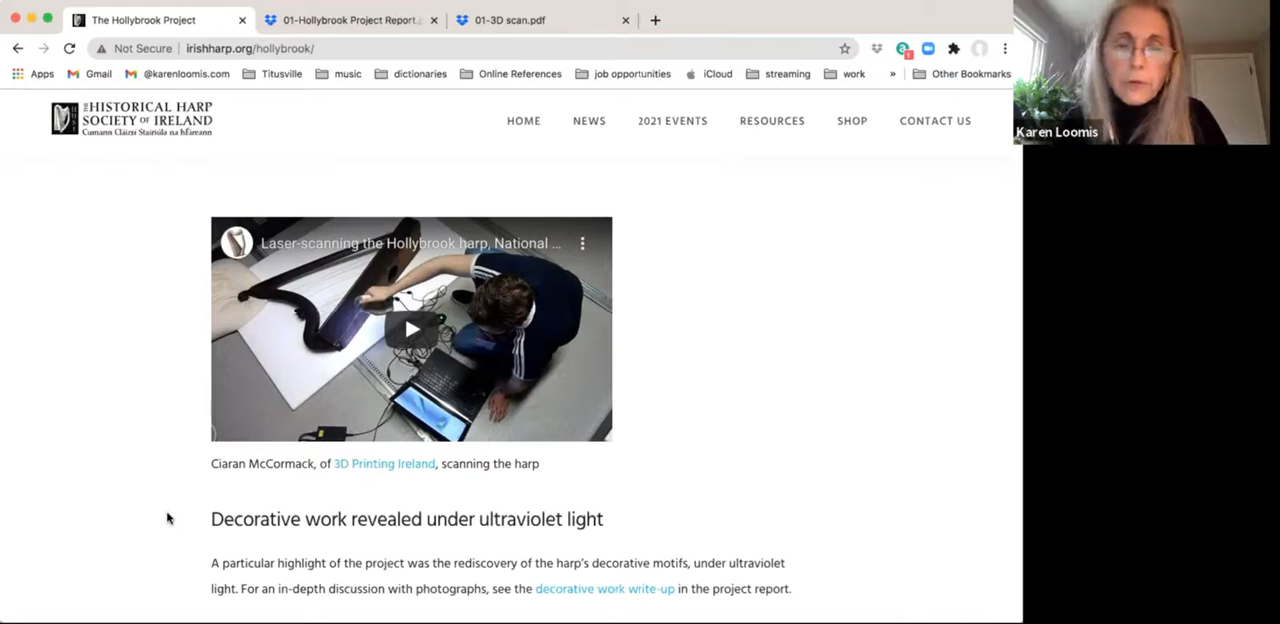 The Hollybrook Project
01-Hollybrook Project Report.
01-3D scan.pdf
Not Secure
irishharp.org/hollybrook/
Apps
Gmail
@karenloomis.com
Titusville
music
dictionaries
Online References
job opportunities
iCloud
streaming
work
»
Other Bookmarks
Karen Loomis
THE HISTORICAL HARP
SOCIETY OF IRELAND
Cumann Cláirsí Stairiúla na hÉireann
HOME
NEWS
2021 EVENTS
RESOURCES
SHOP
CONTACT US
Laser-scanning the Hollybrook harp, National ...
Ciaran McCormack, of 3D Printing Ireland, scanning the harp
Decorative work revealed under ultraviolet light
A particular highlight of the project was the rediscovery of the harp's decorative motifs, under ultraviolet
light. For an in-depth discussion with photographs, see the decorative work write-up in the project report.